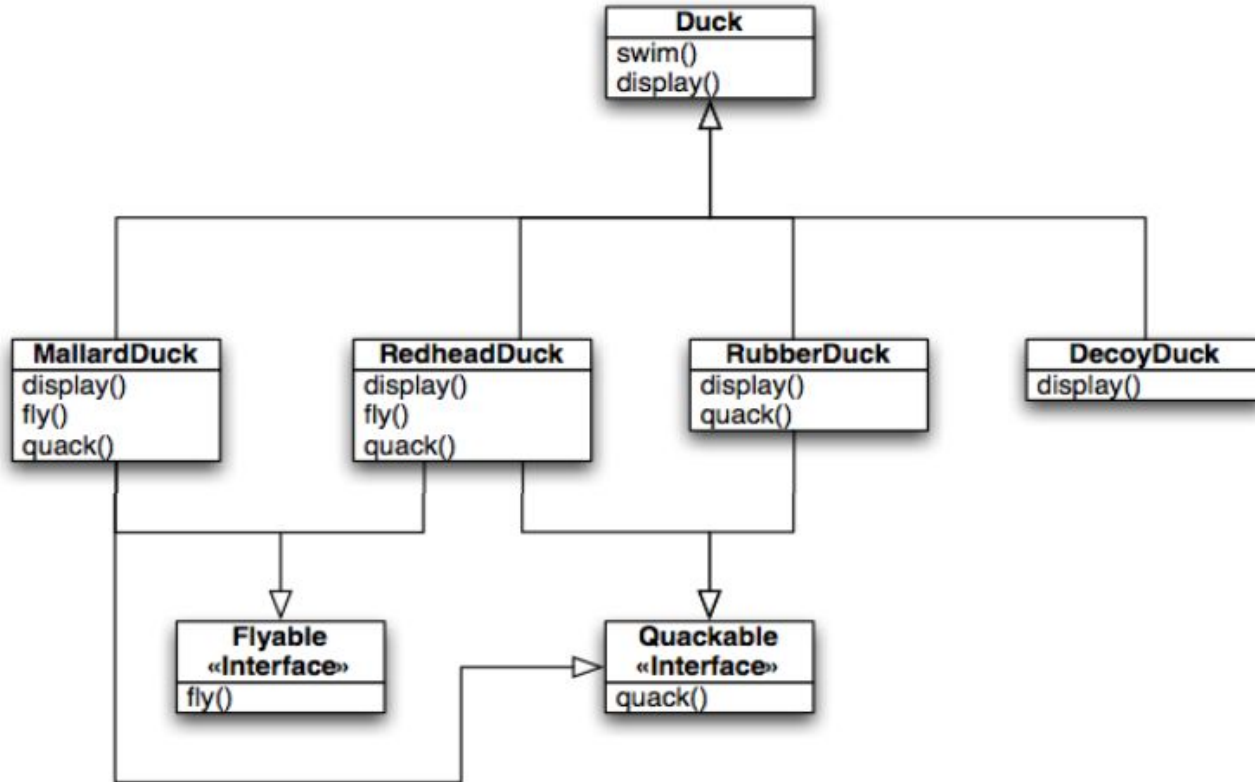 Duck
swim()
display()
MallardDuck
display()
fly()
quack()
RedheadDuck
display()
fly()
quack()
RubberDuck
display()
quack()
DecoyDuck
display()
Flyable
«Interface»
fly()
Quackable
«Interface»
quack()